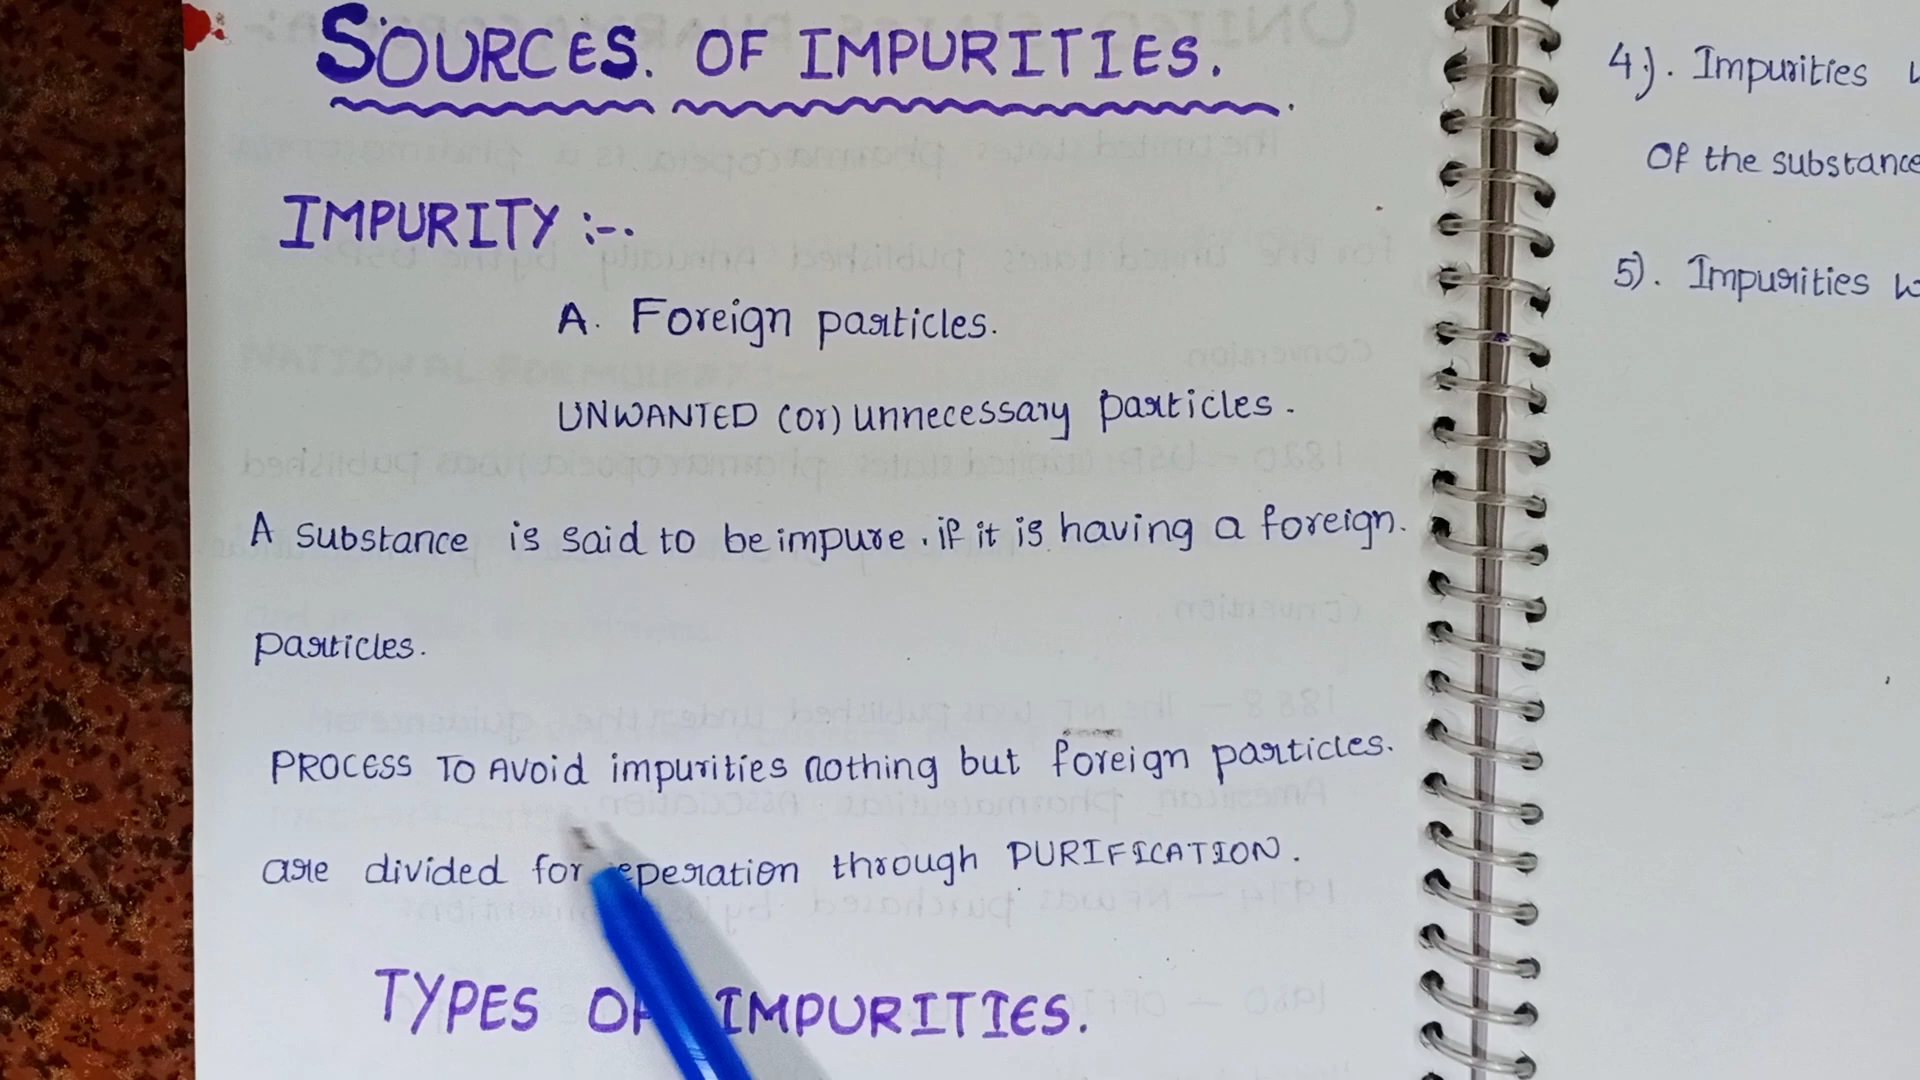 SOURCES. OF IMPURITIES.
IMPURITY :-.
A. Foreign particles.
UNWANTED (or) unnecessary particles.
A substance is said to be impure. if it is having a foreign.
particles.
PROCESS TO AVOID impurities nothing but foreign particles.
are divided for eperation through PURIFICATION.
TYPES OF IMPURITIES.
4). Impurities
Of the substance
5). Impurities